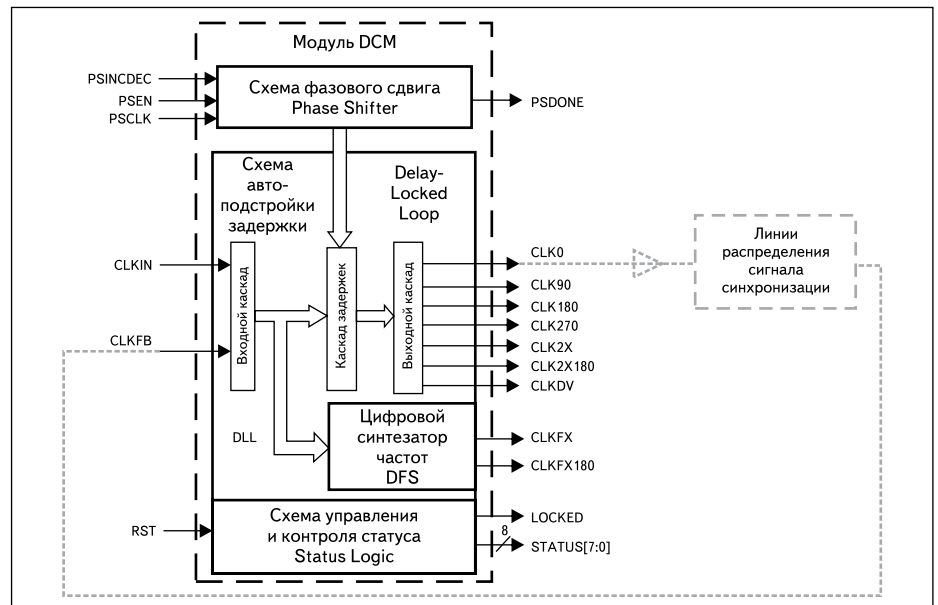 Модуль DCM
PSINCDEC
PSEN
PSCLK
Схема фазового сдвига
Phase Shifter
PSDONE
Схема
авто-
подстройки
задержки
Delay-
Locked
Loop
CLKIN
CLKFB
Входной каскад
Каскад задержек
Выходной каскад
CLK0
CLK90
CLK180
CLK270
CLK2X
CLK2X180
CLKDV
Линии
распределения
сигнала
синхронизации
DLL
Цифровой
синтезатор
частот
DFS
CLKFX
CLKFX180
RST
Схема управления
и контроля статуса
Status Logic
LOCKED
8
STATUS[7:0]